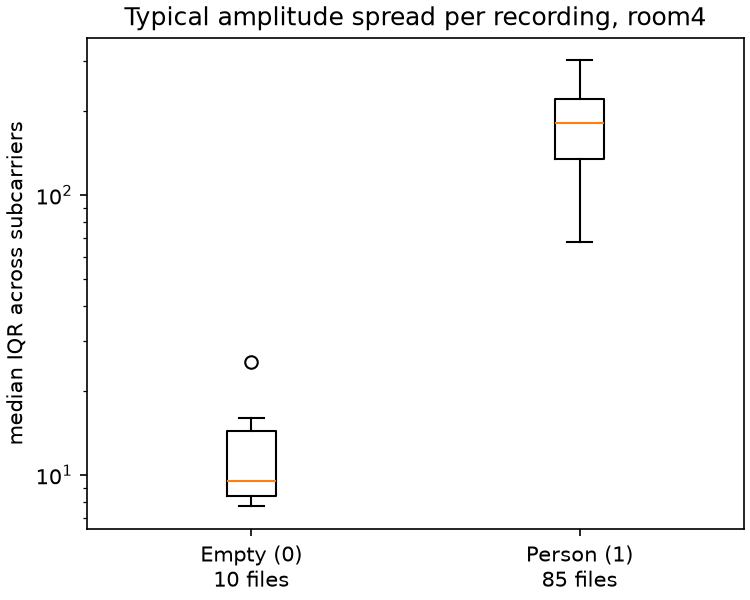 Typical amplitude spread per recording, room4
median IQR across subcarriers
10²
10¹
Empty (0)
10 files
Person (1)
85 files